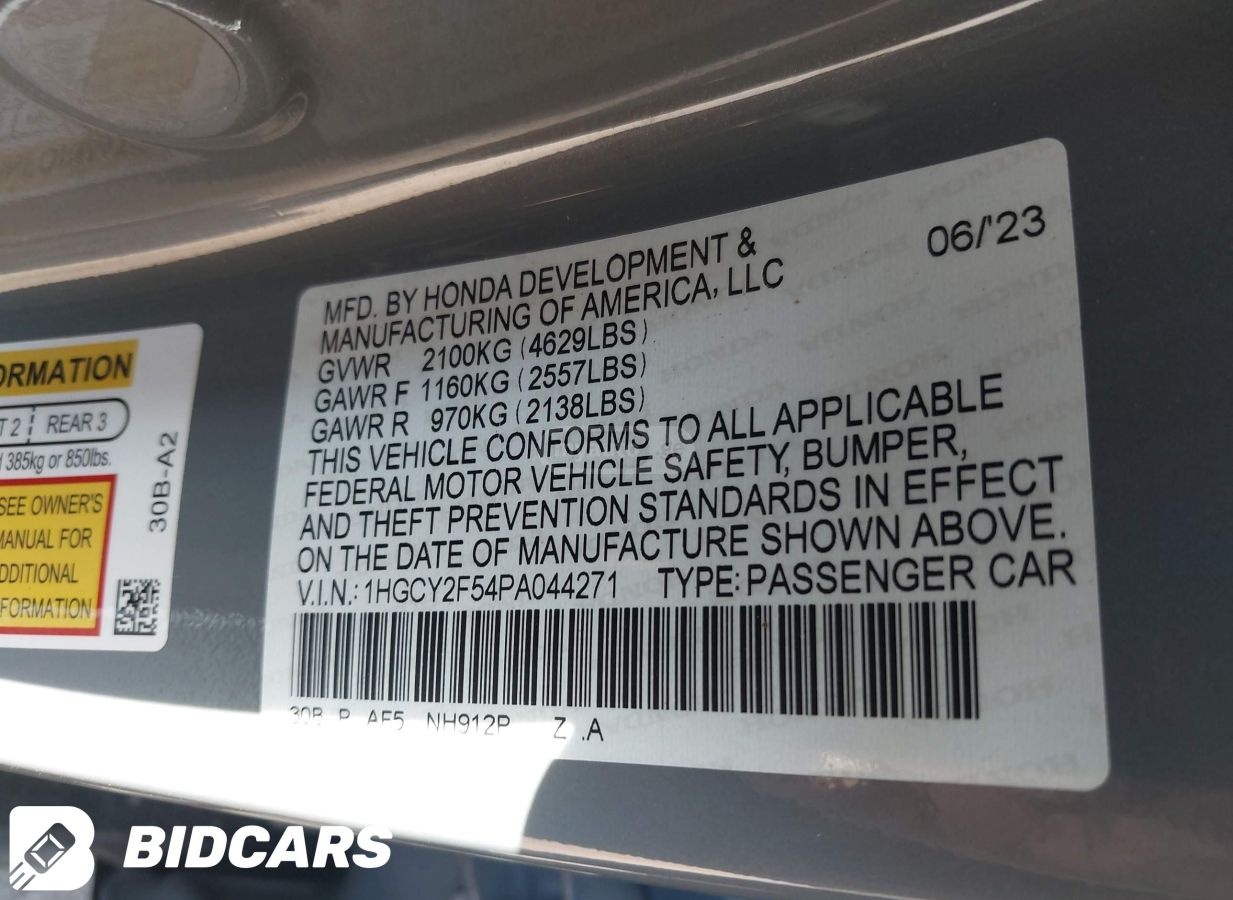 06/'23
MFD. BY HONDA DEVELOPMENT &
MANUFACTURING OF AMERICA, LLC
GVWR 2100KG (4629LBS)
GAWR F 1160KG (2557LBS)
GAWR R 970KG (2138LBS)
THIS VEHICLE CONFORMS TO ALL APPLICABLE
FEDERAL MOTOR VEHICLE SAFETY, BUMPER,
AND THEFT PREVENTION STANDARDS IN EFFECT
ON THE DATE OF MANUFACTURE SHOWN ABOVE.
V.I.N.: 1HGCY2F54PA044271 TYPE: PASSENGER CAR
30B P AF5 NH912P Z .A
ORMATION
T 2 REAR 3
385kg or 850lbs.
SEE OWNER'S
MANUAL FOR
DDITIONAL
FORMATION
30B-A2
BIDCARS